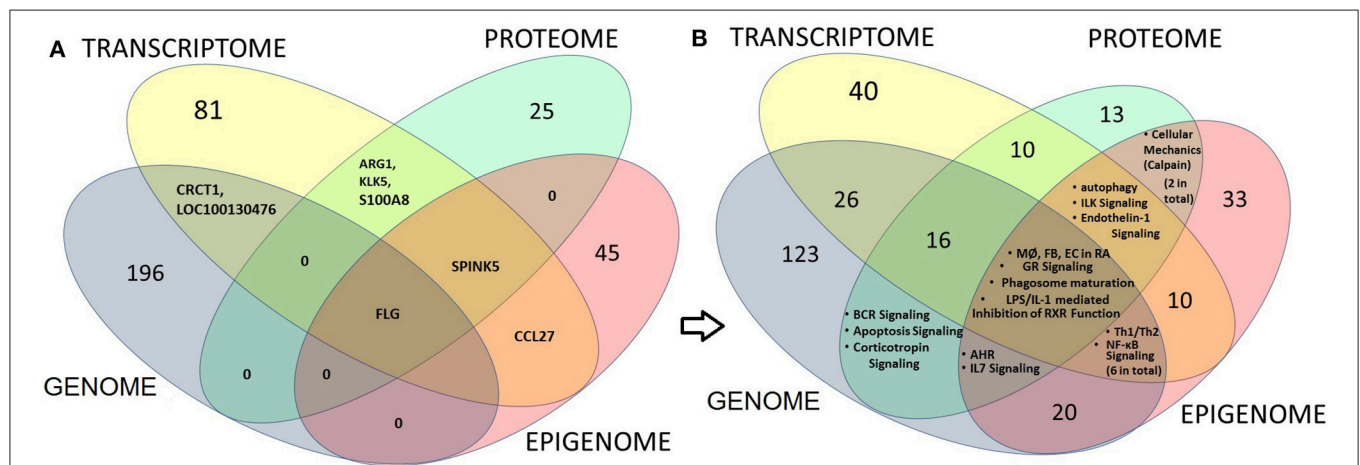 A
TRANSCRIPTOME
PROTEOME
81
25
ARG1,
KLK5,
S100A8
CRCT1,
LOC100130476
0
196
0
SPINK5
45
FLG
CCL27
0
0
0
GENOME
EPIGENOME
B
TRANSCRIPTOME
PROTEOME
40
13
10
• Cellular
Mechanics
(Calpain)
(2 in
total)
• autophagy
• ILK Signaling
• Endothelin-1
Signaling
26
33
16
123
• MØ, FB, EC in RA
• GR Signaling
• Phagosome maturation
• LPS/IL-1 mediated
Inhibition of RXR Function
10
• BCR Signaling
• Apoptosis Signaling
• Corticotropin
Signaling
• Th1/Th2
• NF-κB
Signaling
(6 in total)
• AHR
• IL7 Signaling
GENOME
20
EPIGENOME